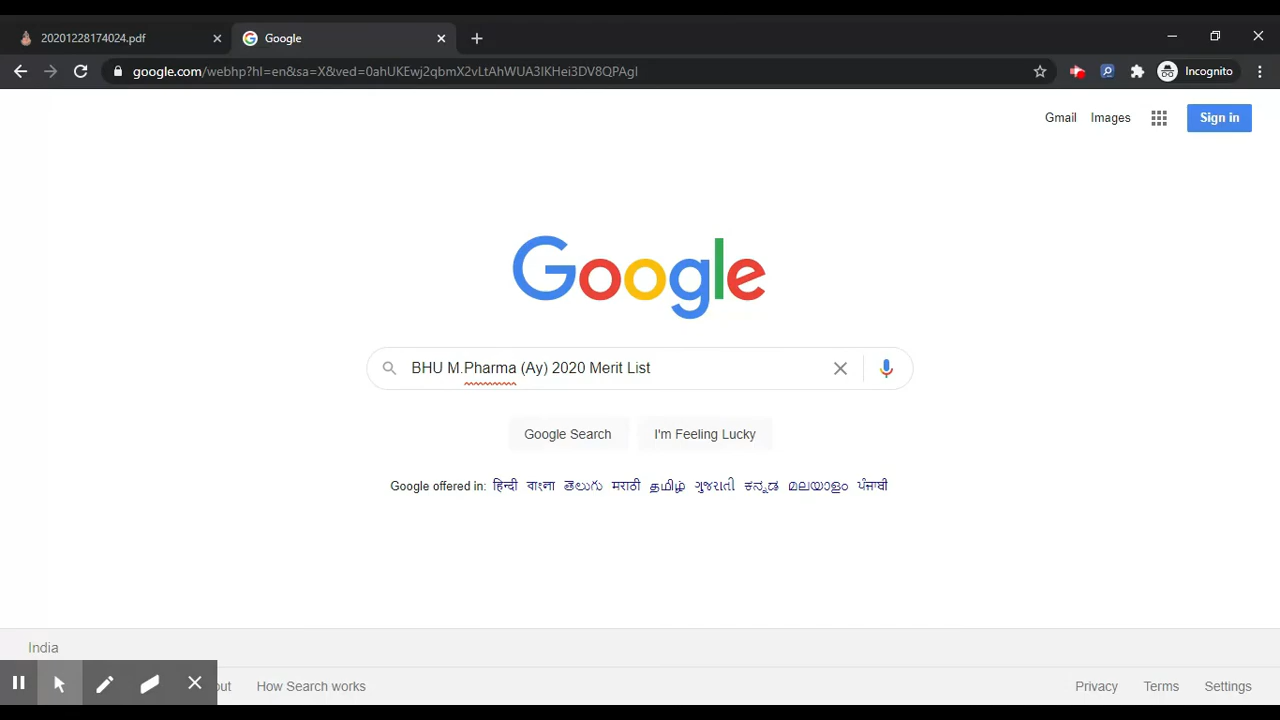 20201228174024.pdf
Google
google.com/webhp?hl=en&sa=X&ved=0ahUKEwj2qbmX2vLtAhWUA3IKHei3DV8QPAgI
Incognito
Gmail Images
Sign in
Google
BHU M.Pharma (Ay) 2020 Merit List
Google Search
I'm Feeling Lucky
Google offered in: हिन्दी বাংলা తెలుగు मराठी தமிழ் ગુજરાતી ಕನ್ನಡ മലയാളം ਪੰਜਾਬੀ
India
out How Search works
Privacy Terms Settings